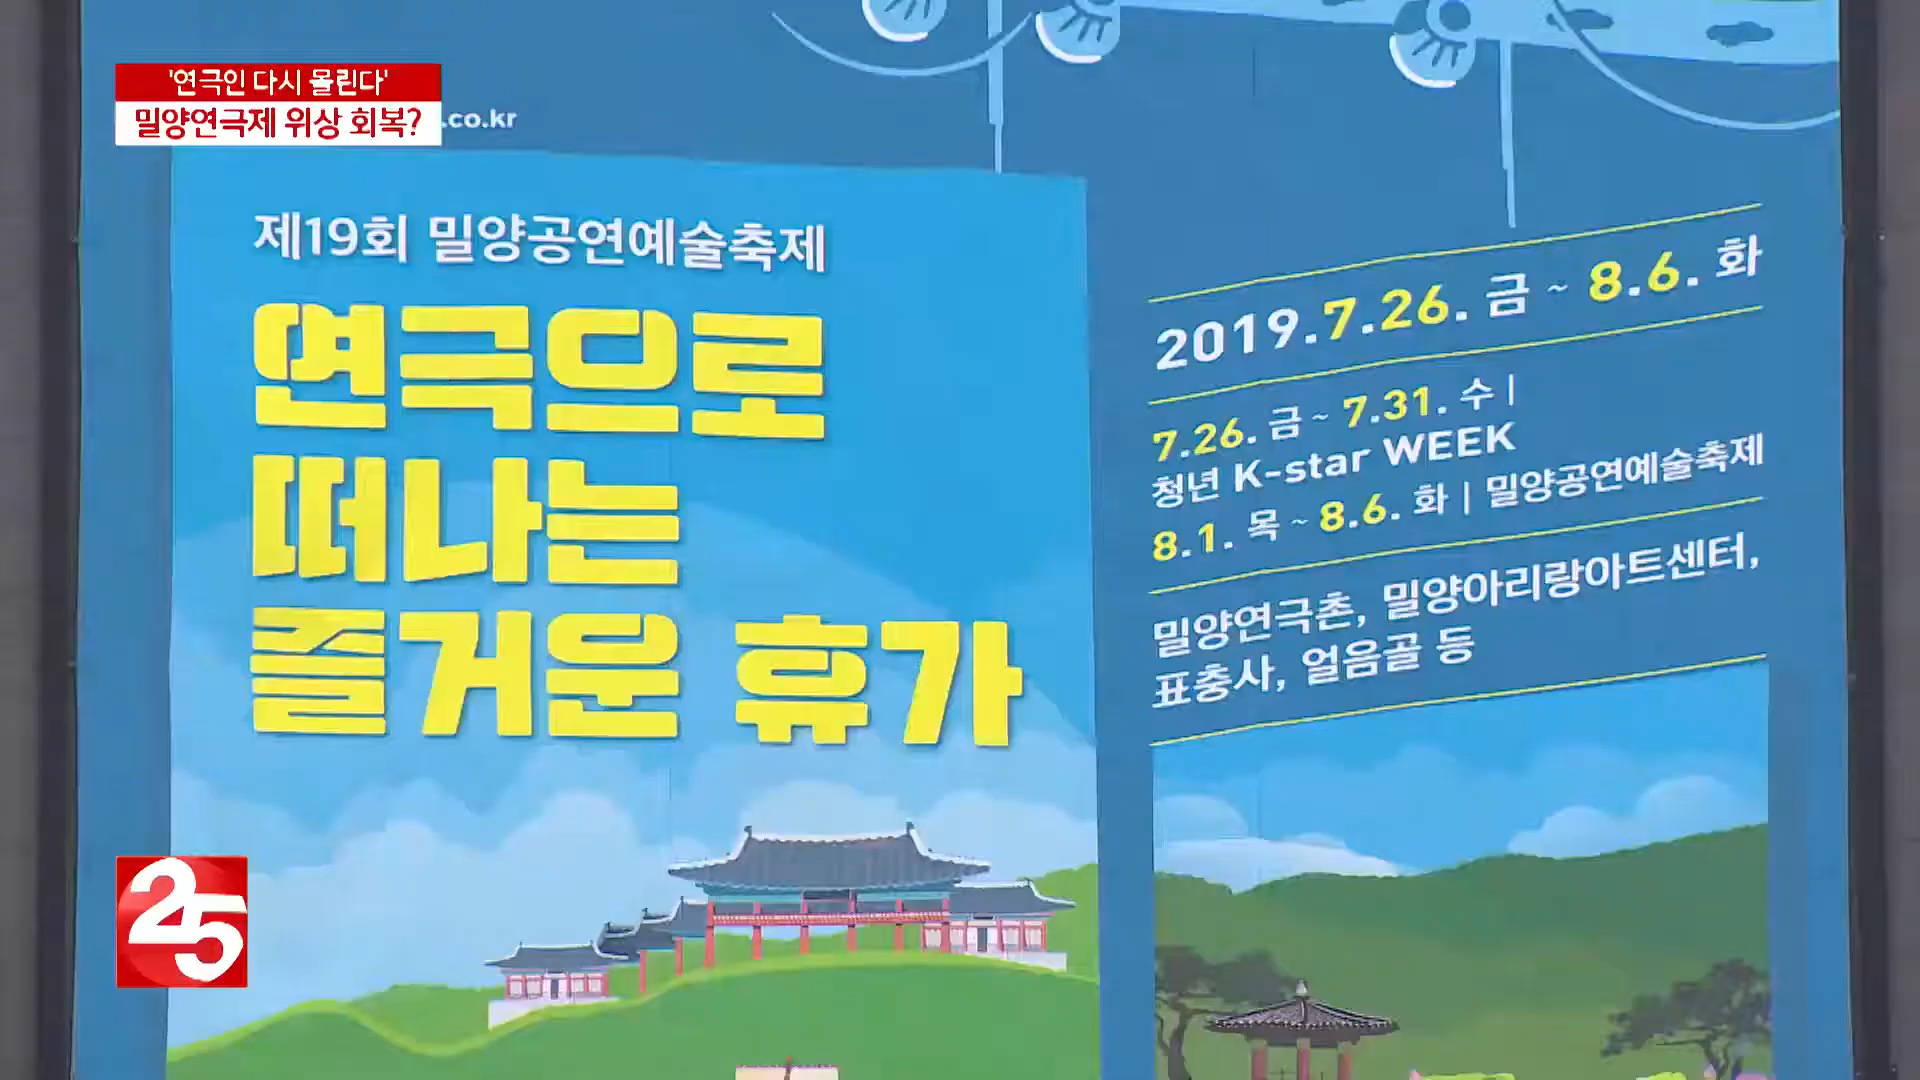 '연극인 다시 몰린다'
밀양연극제 위상 회복?
.co.kr
제19회 밀양공연예술축제
연극으로
떠나는
즐거운 휴가
2019.7.26. 금 ~ 8.6. 화
7.26. 금 ~ 7.31. 수 |
청년 K-star WEEK
8.1. 목 ~ 8.6. 화 | 밀양공연예술축제
밀양연극촌, 밀양아리랑아트센터,
표충사, 얼음골 등
25